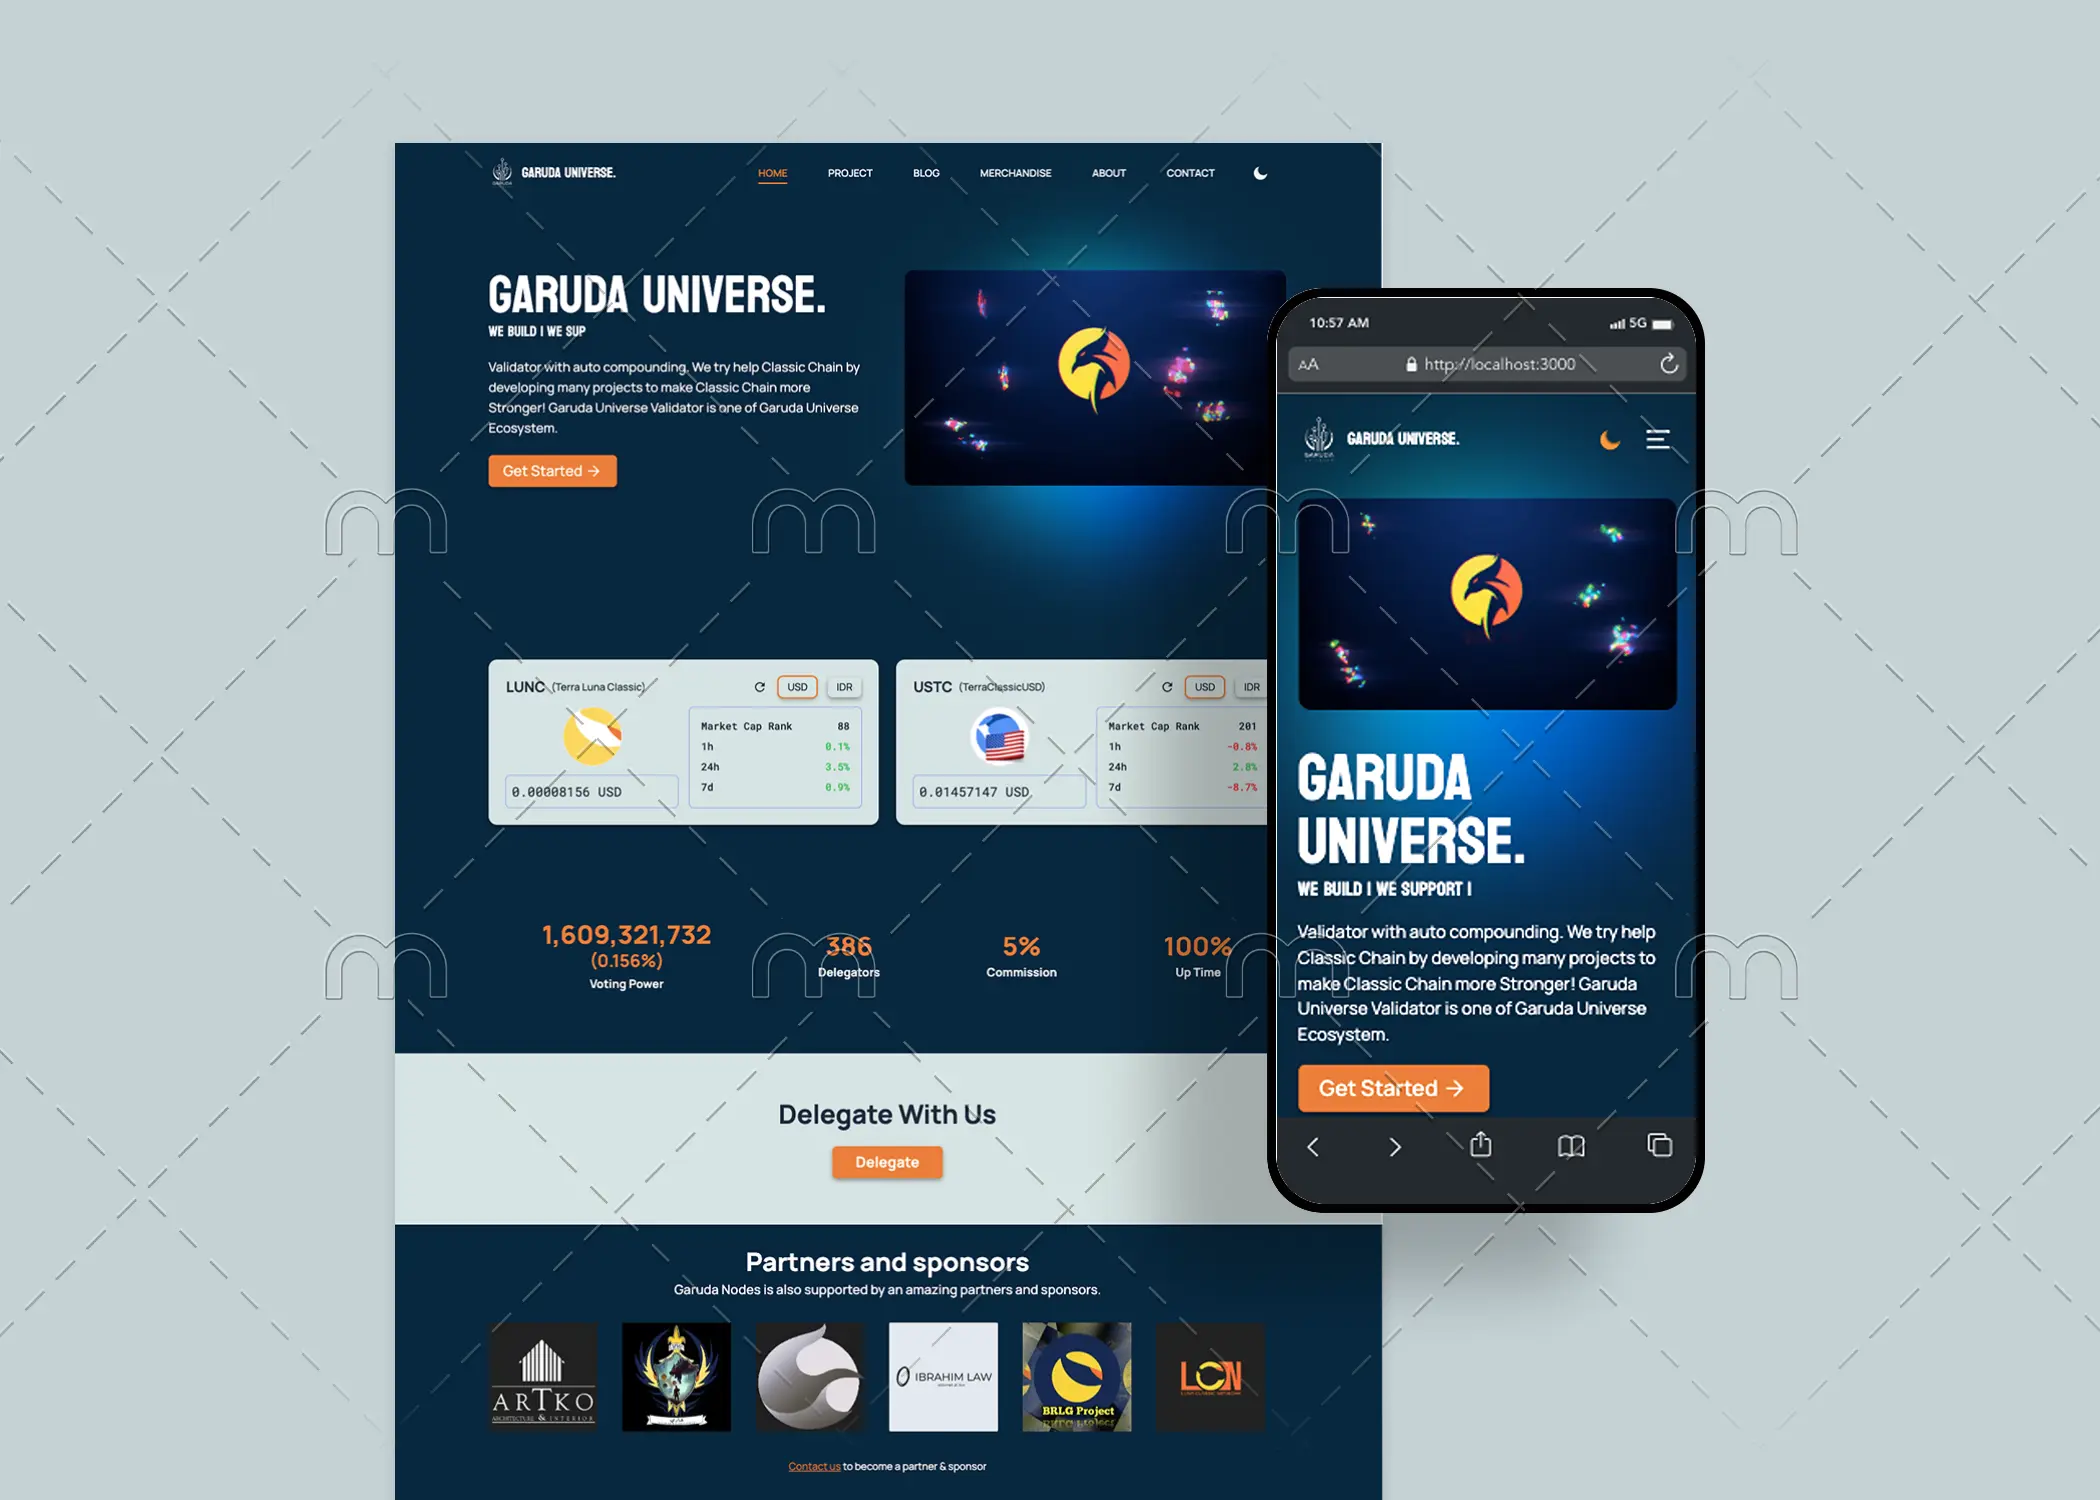 GARUDA UNIVERSE.
HOME PROJECT BLOG MERCHANDISE ABOUT CONTACT
GARUDA UNIVERSE.
WE BUILD | WE SUP
Validator with auto compounding. We try help Classic Chain by
developing many projects to make Classic Chain more
Stronger! Garuda Universe Validator is one of Garuda Universe
Ecosystem.
Get Started →
LUNC (Terra Luna Classic) USD IDR
Market Cap Rank 88
1h 0.1%
24h 3.5%
7d 0.9%
0.00008156 USD
USTC (TerraClassicUSD) USD IDR
Market Cap Rank 201
1h -0.8%
24h 2.8%
7d -8.7%
0.01457147 USD
1,609,321,732
(0.156%)
Voting Power
386
Delegators
5%
Commission
100%
Up Time
Delegate With Us
Delegate
Partners and sponsors
Garuda Nodes is also supported by an amazing partners and sponsors.
ARTKO
ARCHITECTURE & INTERIOR
IBRAHIM LAW
BRLG Project
LCN
Contact us to become a partner & sponsor
10:57 AM 5G
AA http://localhost:3000
GARUDA
GARUDA UNIVERSE.
GARUDA
UNIVERSE.
WE BUILD | WE SUPPORT |
Validator with auto compounding. We try help
Classic Chain by developing many projects to
make Classic Chain more Stronger! Garuda
Universe Validator is one of Garuda Universe
Ecosystem.
Get Started →
m m m m
m m m m